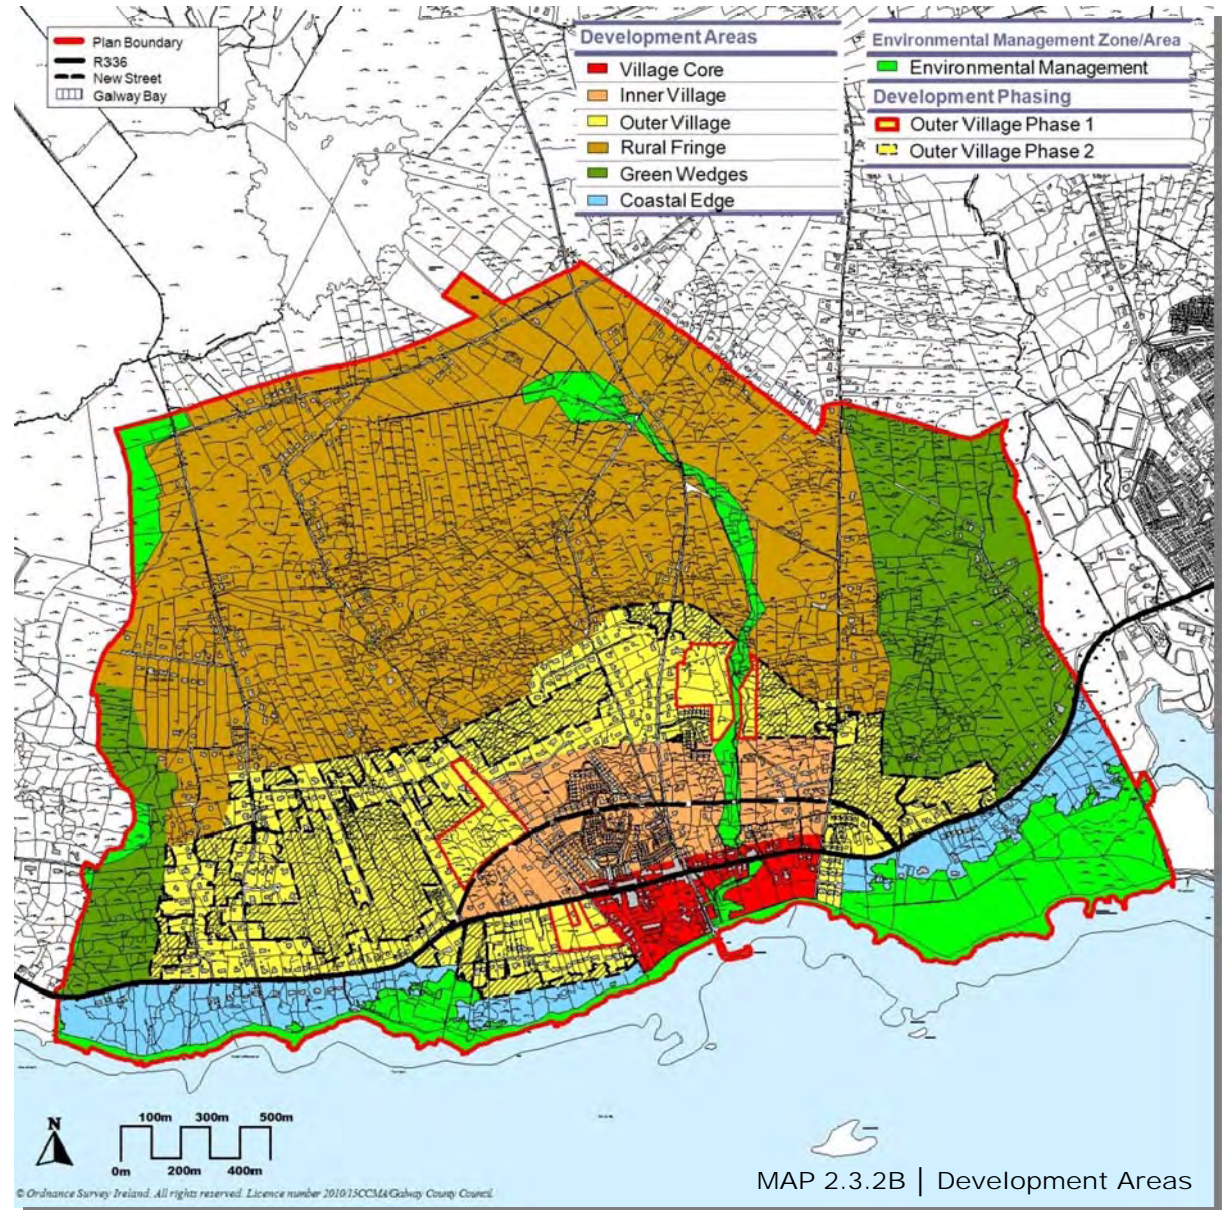 Plan Boundary
R336
New Street
Galway Bay
Development Areas
Village Core
Inner Village
Outer Village
Rural Fringe
Green Wedges
Coastal Edge
Environmental Management Zone/Area
Environmental Management
Development Phasing
Outer Village Phase 1
Outer Village Phase 2
N
100m 300m 500m
0m 200m 400m
© Ordnance Survey Ireland. All rights reserved. Licence number 2010/15CCMA/Galway County Council
MAP 2.3.2B | Development Areas